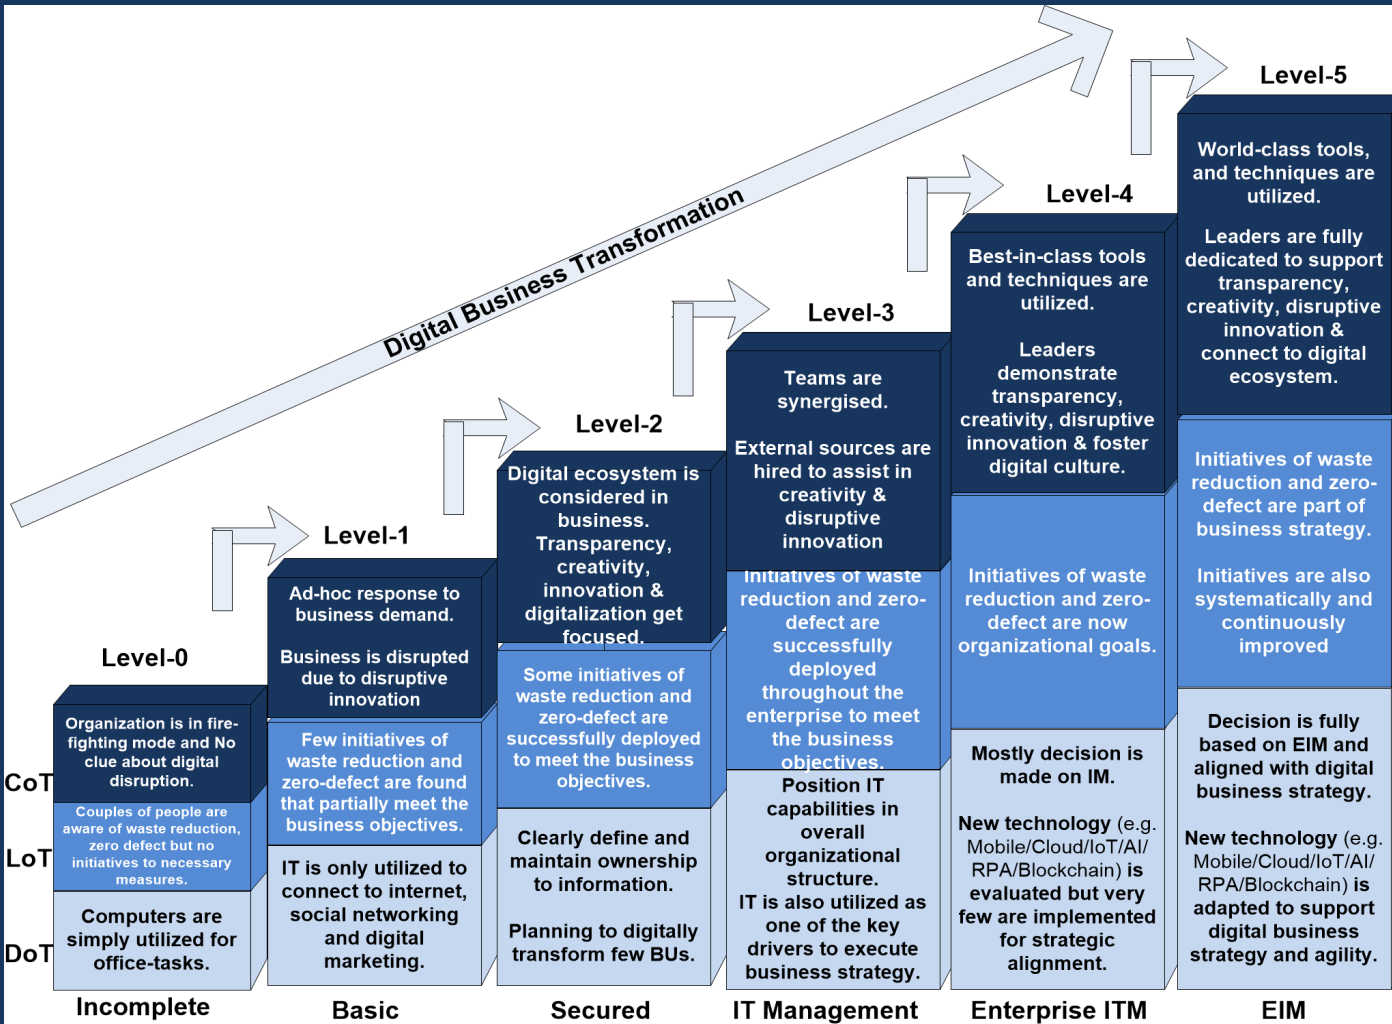 Digital Business Transformation
Level-0
Organization is in fire-
fighting mode and No
clue about digital
disruption.
Couples of people are
aware of waste reduction,
zero defect but no
initiatives to necessary
measures.
Computers are
simply utilized for
office-tasks.
Incomplete
Level-1
Ad-hoc response to
business demand.
Business is disrupted
due to disruptive
innovation
Few initiatives of
waste reduction and
zero-defect are found
that partially meet the
business objectives.
IT is only utilized to
connect to internet,
social networking
and digital
marketing.
Basic
Level-2
Digital ecosystem is
considered in
business.
Transparency,
creativity,
innovation &
digitalization get
focused.
Some initiatives of
waste reduction and
zero-defect are
successfully deployed
to meet the business
objectives.
Clearly define and
maintain ownership
to information.
Planning to digitally
transform few BUs.
Secured
Level-3
Teams are
synergised.
External sources are
hired to assist in
creativity &
disruptive
innovation
Initiatives of waste
reduction and zero-
defect are
successfully
deployed
throughout the
enterprise to meet
the business
objectives.
Position IT
capabilities in
overall
organizational
structure.
IT is also utilized as
one of the key
drivers to execute
business strategy.
IT Management
Level-4
Best-in-class tools
and techniques are
utilized.
Leaders
demonstrate
transparency,
creativity, disruptive
innovation & foster
digital culture.
Initiatives of waste
reduction and zero-
defect are now
organizational goals.
Mostly decision is
made on IM.
New technology (e.g.
Mobile/Cloud/IoT/AI/
RPA/Blockchain) is
evaluated but very
few are implemented
for strategic
alignment.
Enterprise ITM
Level-5
World-class tools,
and techniques are
utilized.
Leaders are fully
dedicated to support
transparency,
creativity, disruptive
innovation &
connect to digital
ecosystem.
Initiatives of waste
reduction and zero-
defect are part of
business strategy.
Initiatives are also
systematically and
continuously
improved
Decision is fully
based on EIM and
aligned with digital
business strategy.
New technology (e.g.
Mobile/Cloud/IoT/AI/
RPA/Blockchain) is
adapted to support
digital business
strategy and agility.
EIM
CoT
LoT
DoT